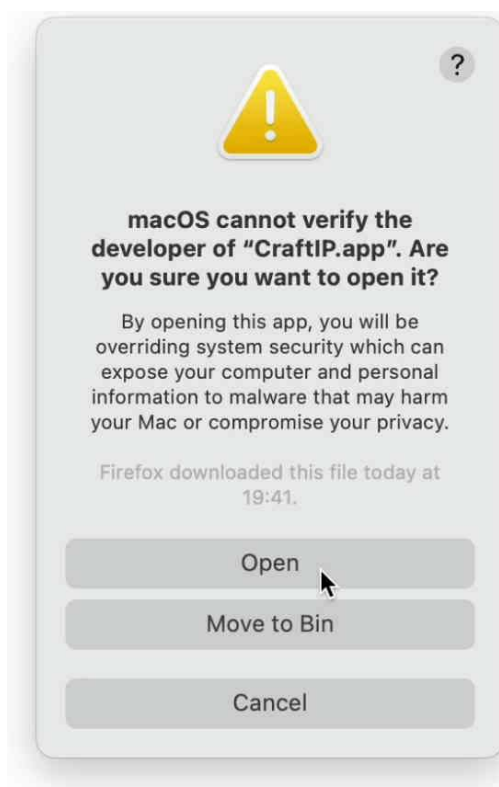 ?
macOS cannot verify the
developer of “CraftIP.app”. Are
you sure you want to open it?
By opening this app, you will be
overriding system security which can
expose your computer and personal
information to malware that may harm
your Mac or compromise your privacy.
Firefox downloaded this file today at
19:41.
Open
Move to Bin
Cancel